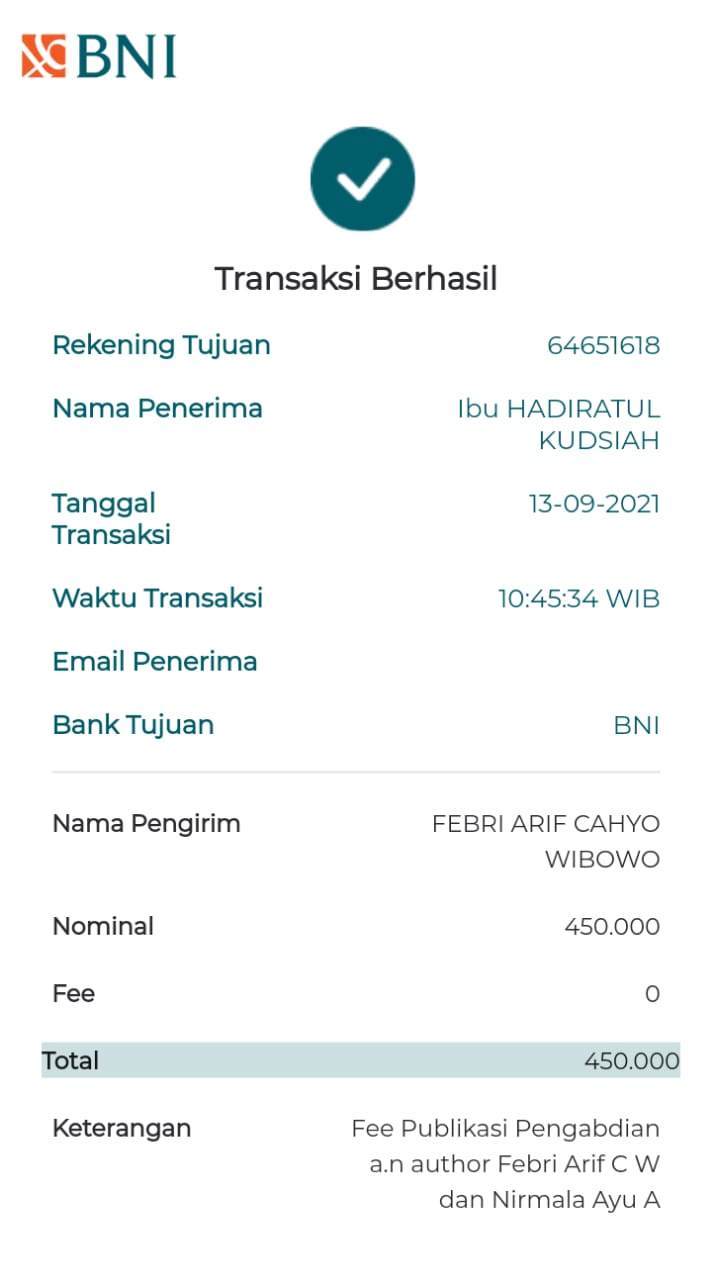 BNI
Transaksi Berhasil
Rekening Tujuan 64651618
Nama Penerima Ibu HADIRATUL
KUDSIAH
Tanggal 13-09-2021
Transaksi
Waktu Transaksi 10:45:34 WIB
Email Penerima
Bank Tujuan BNI
Nama Pengirim FEBRI ARIF CAHYO
WIBOWO
Nominal 450.000
Fee 0
Total 450.000
Keterangan Fee Publikasi Pengabdian
a.n author Febri Arif C W
dan Nirmala Ayu A